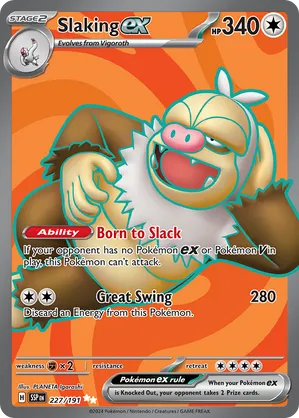 STAGE2
Slaking ex
HP 340
Evolves from Vigoroth
Ability Born to Slack
If your opponent has no Pokémon ex or Pokémon V in
play, this Pokémon can't attack.
Great Swing 280
Discard an Energy from this Pokémon.
weakness ×2 resistance retreat
Illus. PLANETA Igarashi
H SSP EN 227/191
Pokémon ex rule When your Pokémon ex
is Knocked Out, your opponent takes 2 Prize cards.
©2024 Pokémon / Nintendo / Creatures / GAME FREAK